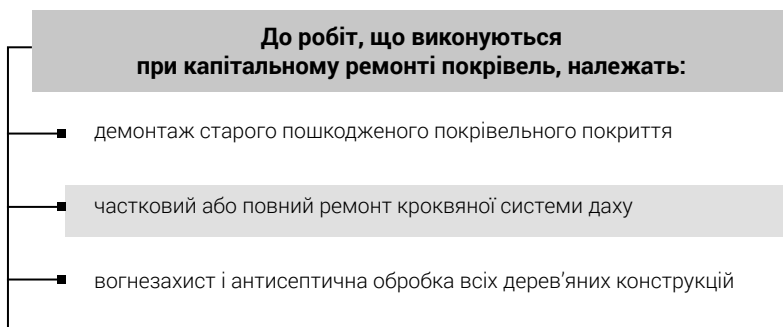 До робіт, що виконуються
при капітальному ремонті покрівель, належать:
демонтаж старого пошкодженого покрівельного покриття
частковий або повний ремонт кроквяної системи даху
вогнезахист і антисептична обробка всіх дерев’яних конструкцій